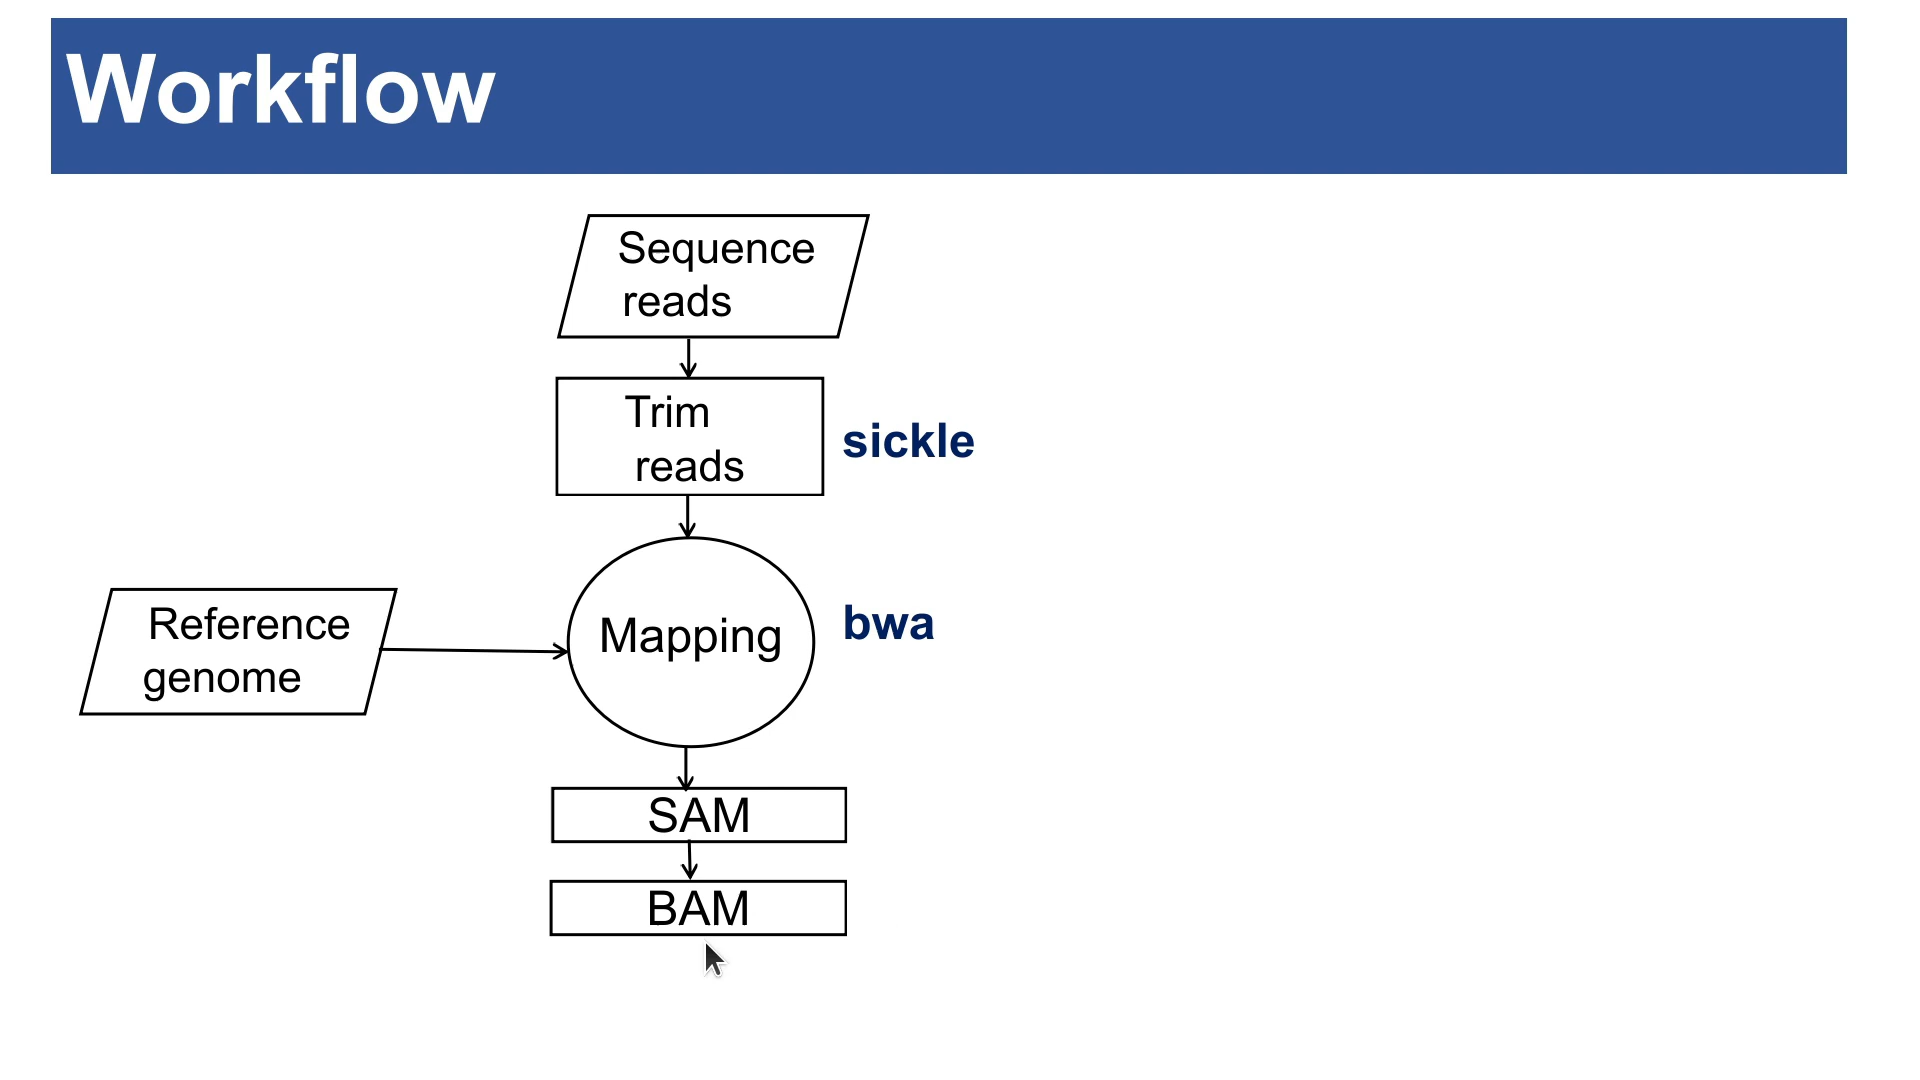 Workflow
Sequence
reads
Trim
reads
sickle
Reference
genome
Mapping
bwa
SAM
BAM